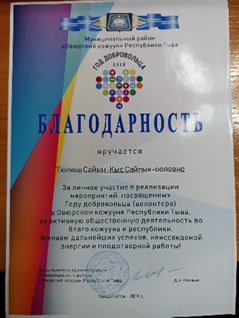 Муниципальный район
«Овюрский кожуун» Республики Тыва
ГОД ДОБРОВОЛЬЦА
2018
БЛАГОДАРНОСТЬ
вручается
Тюлюш Сайын-Кыс Сайлык-ооловне
За личное участие в реализации
мероприятий, посвященных
Году добровольца (волонтера)
в Овюрском кожууне Республики Тыва,
за активную общественную деятельность во
благо кожууна и республики.
Желаем дальнейших успехов, неиссякаемой
энергии и плодотворной работы!
Председатель администрации